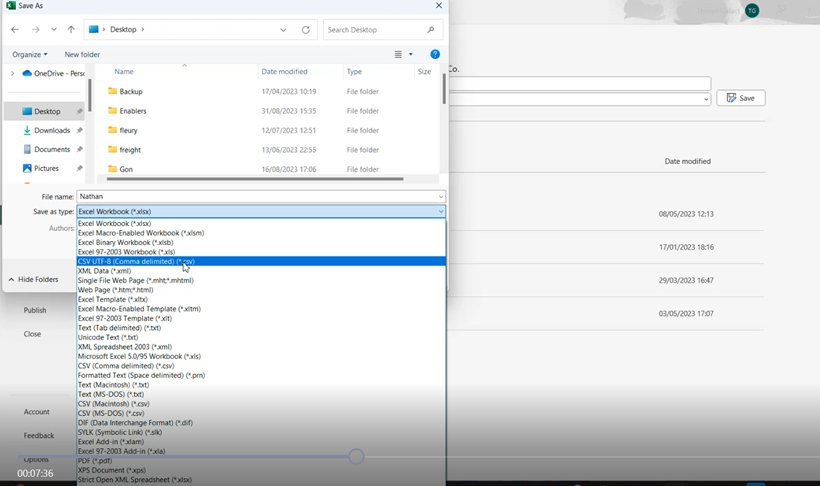 Save As
TG
Desktop
Search Desktop
Organize
New folder
Co.
Name Date modified Type Size
OneDrive - Perso
Desktop
Downloads
Documents
Pictures
Backup 17/04/2023 10:19 File folder
Enablers 31/08/2023 15:35 File folder
fleury 12/07/2023 12:51 File folder
freight 13/06/2023 22:55 File folder
Gon 16/08/2023 17:06 File folder
Save
Date modified
File name: Nathan
Save as type: Excel Workbook (*.xlsx)
Authors:
Excel Workbook (*.xlsx)
Excel Macro-Enabled Workbook (*.xlsm)
Excel Binary Workbook (*.xlsb)
Excel 97-2003 Workbook (*.xls)
CSV UTF-8 (Comma delimited) (*.csv)
XML Data (*.xml)
Single File Web Page (*.mht;*.mhtml)
Web Page (*.htm;*.html)
Excel Template (*.xltx)
Excel Macro-Enabled Template (*.xltm)
Excel 97-2003 Template (*.xlt)
Text (Tab delimited) (*.txt)
Unicode Text (*.txt)
XML Spreadsheet 2003 (*.xml)
Microsoft Excel 5.0/95 Workbook (*.xls)
CSV (Comma delimited) (*.csv)
Formatted Text (Space delimited) (*.prn)
Text (Macintosh) (*.txt)
Text (MS-DOS) (*.txt)
CSV (Macintosh) (*.csv)
CSV (MS-DOS) (*.csv)
DIF (Data Interchange Format) (*.dif)
SYLK (Symbolic Link) (*.slk)
Excel Add-in (*.xlam)
Excel 97-2003 Add-in (*.xla)
PDF (*.pdf)
XPS Document (*.xps)
Strict Open XML Spreadsheet (*.xlsx)
Hide Folders
Publish
Close
Account
Feedback
Options
08/05/2023 12:13
17/01/2023 18:16
29/03/2023 16:47
03/05/2023 17:07
00:07:36